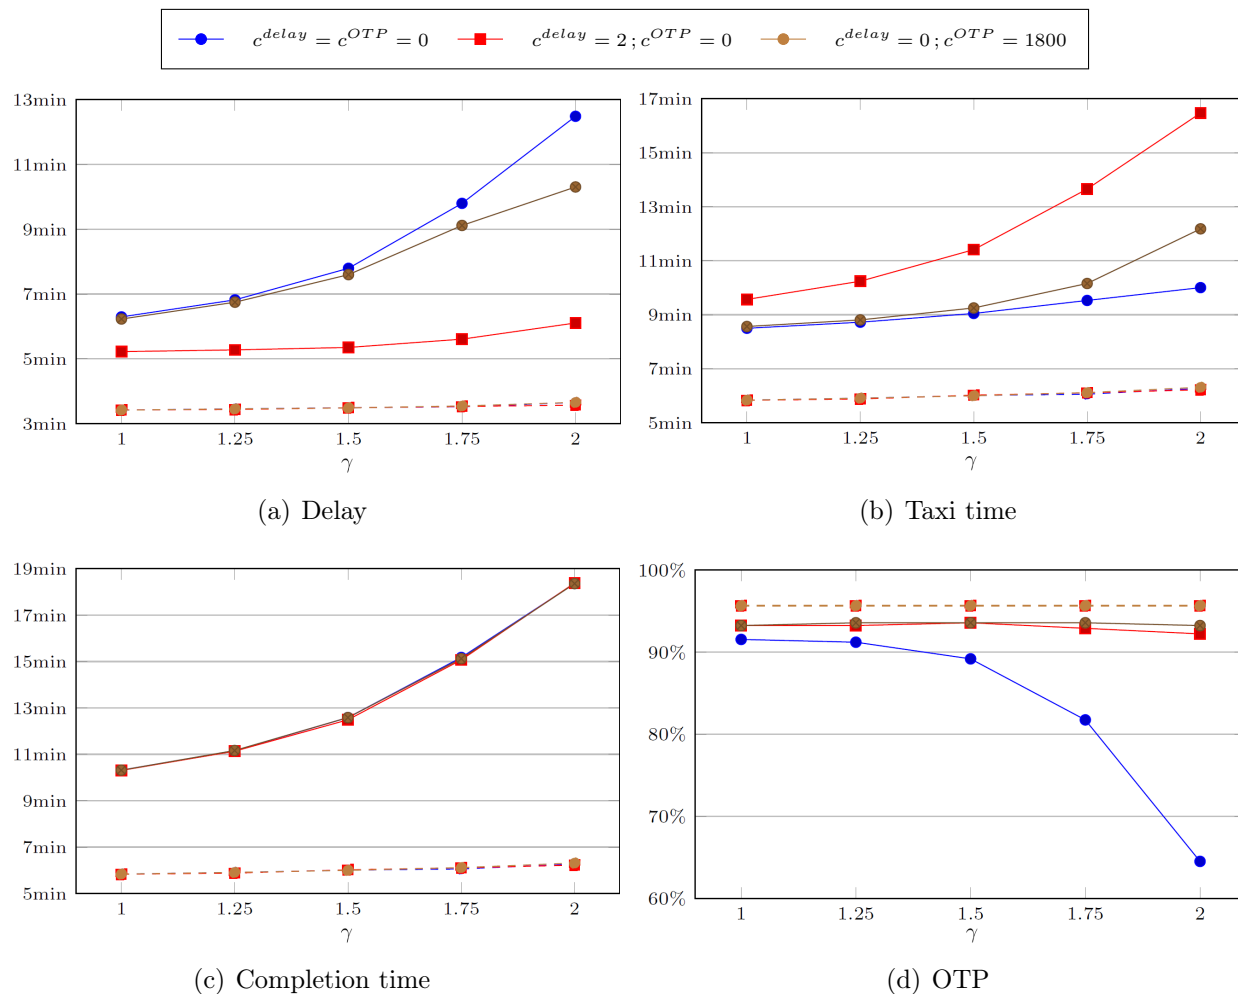 c^delay = c^OTP = 0 c^delay = 2 ; c^OTP = 0 c^delay = 0 ; c^OTP = 1800
13min
11min
9min
7min
5min
3min
1 1.25 1.5 1.75 2
γ
(a) Delay
17min
15min
13min
11min
9min
7min
5min
1 1.25 1.5 1.75 2
γ
(b) Taxi time
19min
17min
15min
13min
11min
9min
7min
5min
1 1.25 1.5 1.75 2
γ
(c) Completion time
100%
90%
80%
70%
60%
1 1.25 1.5 1.75 2
γ
(d) OTP